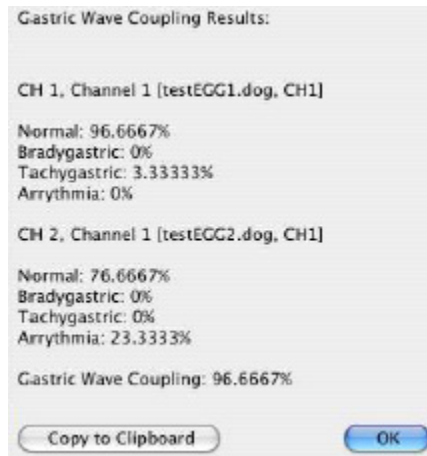 Gastric Wave Coupling Results:
CH 1, Channel 1 [testEGG1.dog, CH1]
Normal: 96.6667%
Bradygastric: 0%
Tachygastric: 3.33333%
Arrythmia: 0%
CH 2, Channel 1 [testEGG2.dog, CH1]
Normal: 76.6667%
Bradygastric: 0%
Tachygastric: 0%
Arrythmia: 23.3333%
Gastric Wave Coupling: 96.6667%
Copy to Clipboard
OK